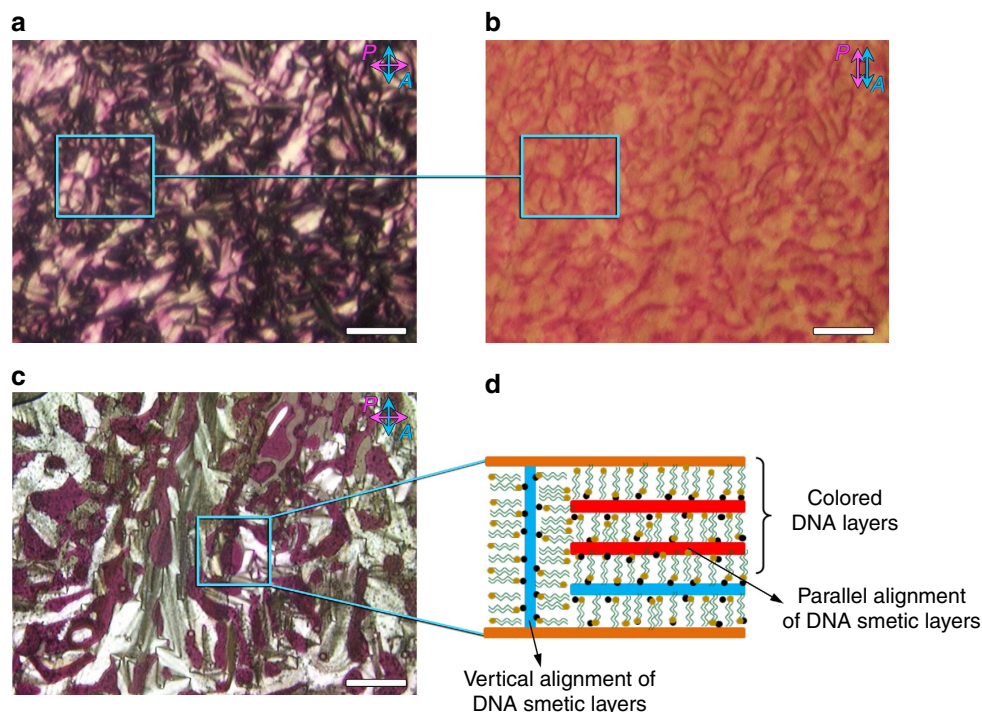 a
b
P
A
P
A
c
d
P
A
Colored
DNA layers
Parallel alignment
of DNA smetic layers
Vertical alignment of
DNA smetic layers